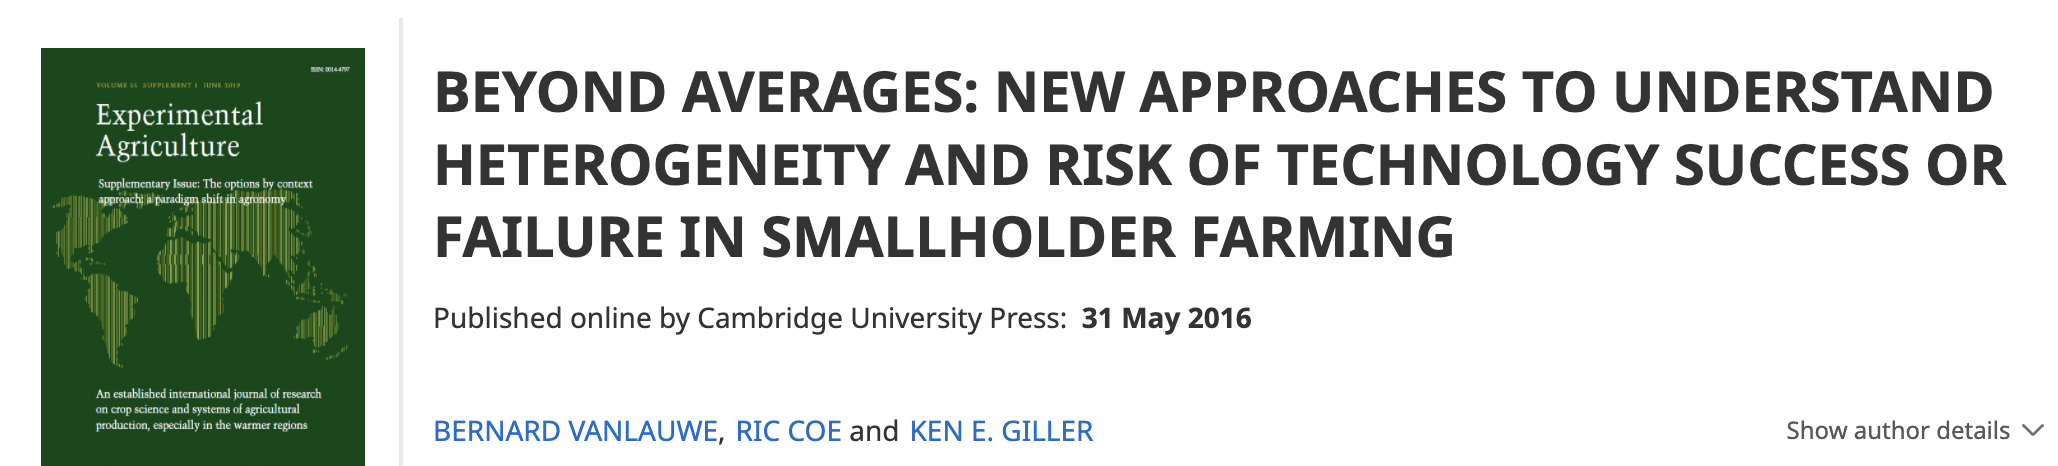 ISSN: 0014-4797
VOLUME 55 SUPPLEMENT 1 JUNE 2019
Experimental
Agriculture
Supplementary Issue: The options by context
approach: a paradigm shift in agronomy
An established international journal of research
on crop science and systems of agricultural
production, especially in the warmer regions
BEYOND AVERAGES: NEW APPROACHES TO UNDERSTAND
HETEROGENEITY AND RISK OF TECHNOLOGY SUCCESS OR
FAILURE IN SMALLHOLDER FARMING
Published online by Cambridge University Press: 31 May 2016
BERNARD VANLAUWE, RIC COE and KEN E. GILLER
Show author details